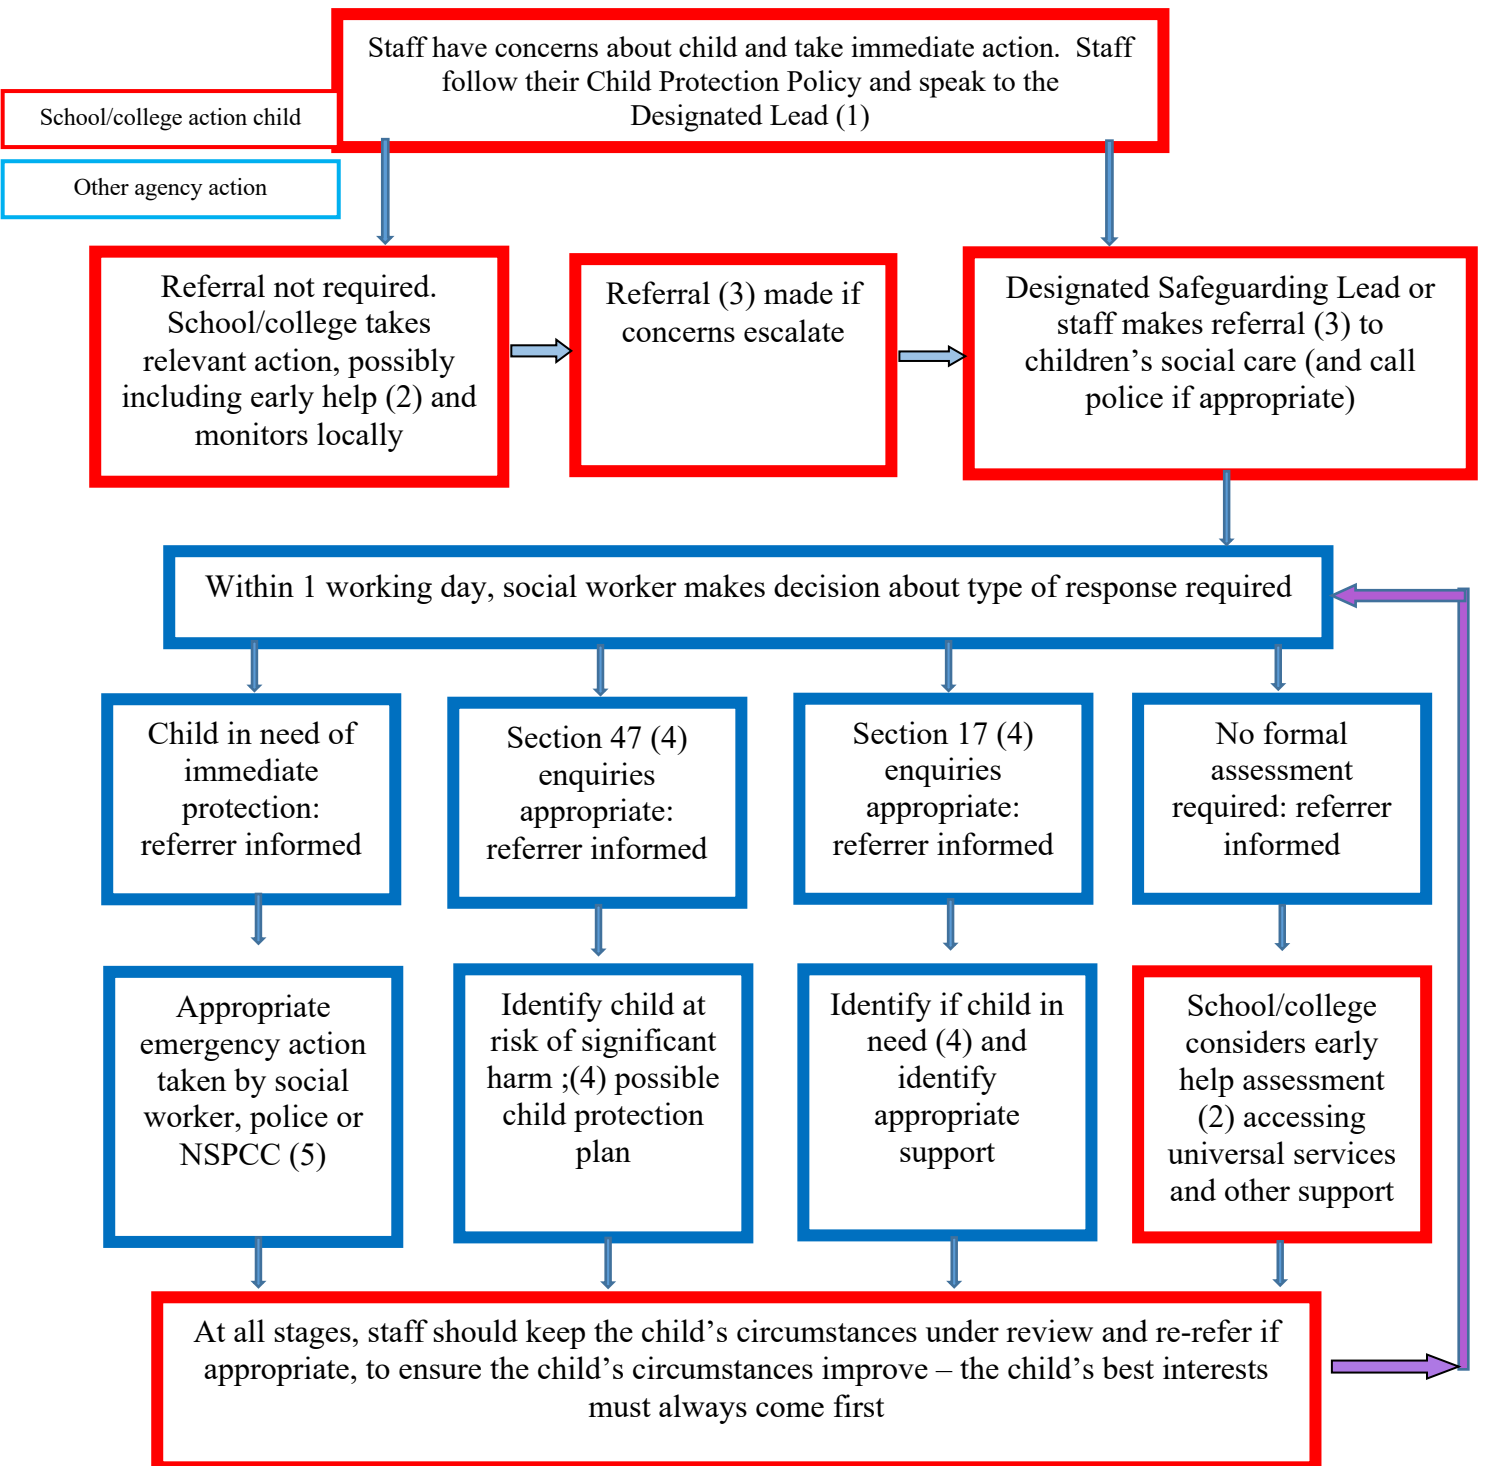 Staff have concerns about child and take immediate action.  Staff
follow their Child Protection Policy and speak to the
Designated Lead (1)
School/college action child
Other agency action
Referral not required.
School/college takes
relevant action, possibly
including early help (2) and
monitors locally
Referral (3) made if
concerns escalate
Designated Safeguarding Lead or
staff makes referral (3) to
children’s social care (and call
police if appropriate)
Within 1 working day, social worker makes decision about type of response required
Child in need of
immediate
protection:
referrer informed
Section 47 (4)
enquiries
appropriate:
referrer informed
Section 17 (4)
enquiries
appropriate:
referrer informed
No formal
assessment
required: referrer
informed
Appropriate
emergency action
taken by social
worker, police or
NSPCC (5)
Identify child at
risk of significant
harm ;(4) possible
child protection
plan
Identify if child in
need (4) and
identify
appropriate
support
School/college
considers early
help assessment
(2) accessing
universal services
and other support
At all stages, staff should keep the child’s circumstances under review and re-refer if
appropriate, to ensure the child’s circumstances improve – the child’s best interests
must always come first